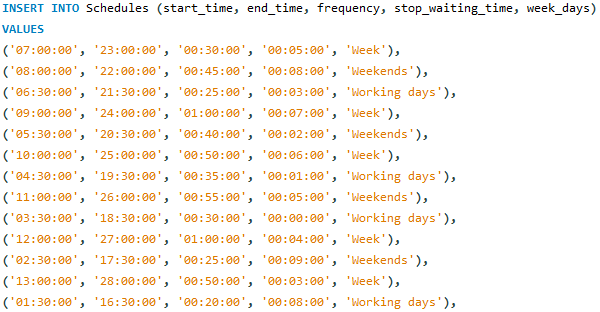 INSERT INTO Schedules (start_time, end_time, frequency, stop_waiting_time, week_days)
VALUES
('07:00:00', '23:00:00', '00:30:00', '00:05:00', 'Week'),
('08:00:00', '22:00:00', '00:45:00', '00:08:00', 'Weekends'),
('06:30:00', '21:30:00', '00:25:00', '00:03:00', 'Working days'),
('09:00:00', '24:00:00', '01:00:00', '00:07:00', 'Week'),
('05:30:00', '20:30:00', '00:40:00', '00:02:00', 'Weekends'),
('10:00:00', '25:00:00', '00:50:00', '00:06:00', 'Week'),
('04:30:00', '19:30:00', '00:35:00', '00:01:00', 'Working days'),
('11:00:00', '26:00:00', '00:55:00', '00:05:00', 'Weekends'),
('03:30:00', '18:30:00', '00:30:00', '00:00:00', 'Working days'),
('12:00:00', '27:00:00', '01:00:00', '00:04:00', 'Week'),
('02:30:00', '17:30:00', '00:25:00', '00:09:00', 'Weekends'),
('13:00:00', '28:00:00', '00:50:00', '00:03:00', 'Week'),
('01:30:00', '16:30:00', '00:20:00', '00:08:00', 'Working days'),